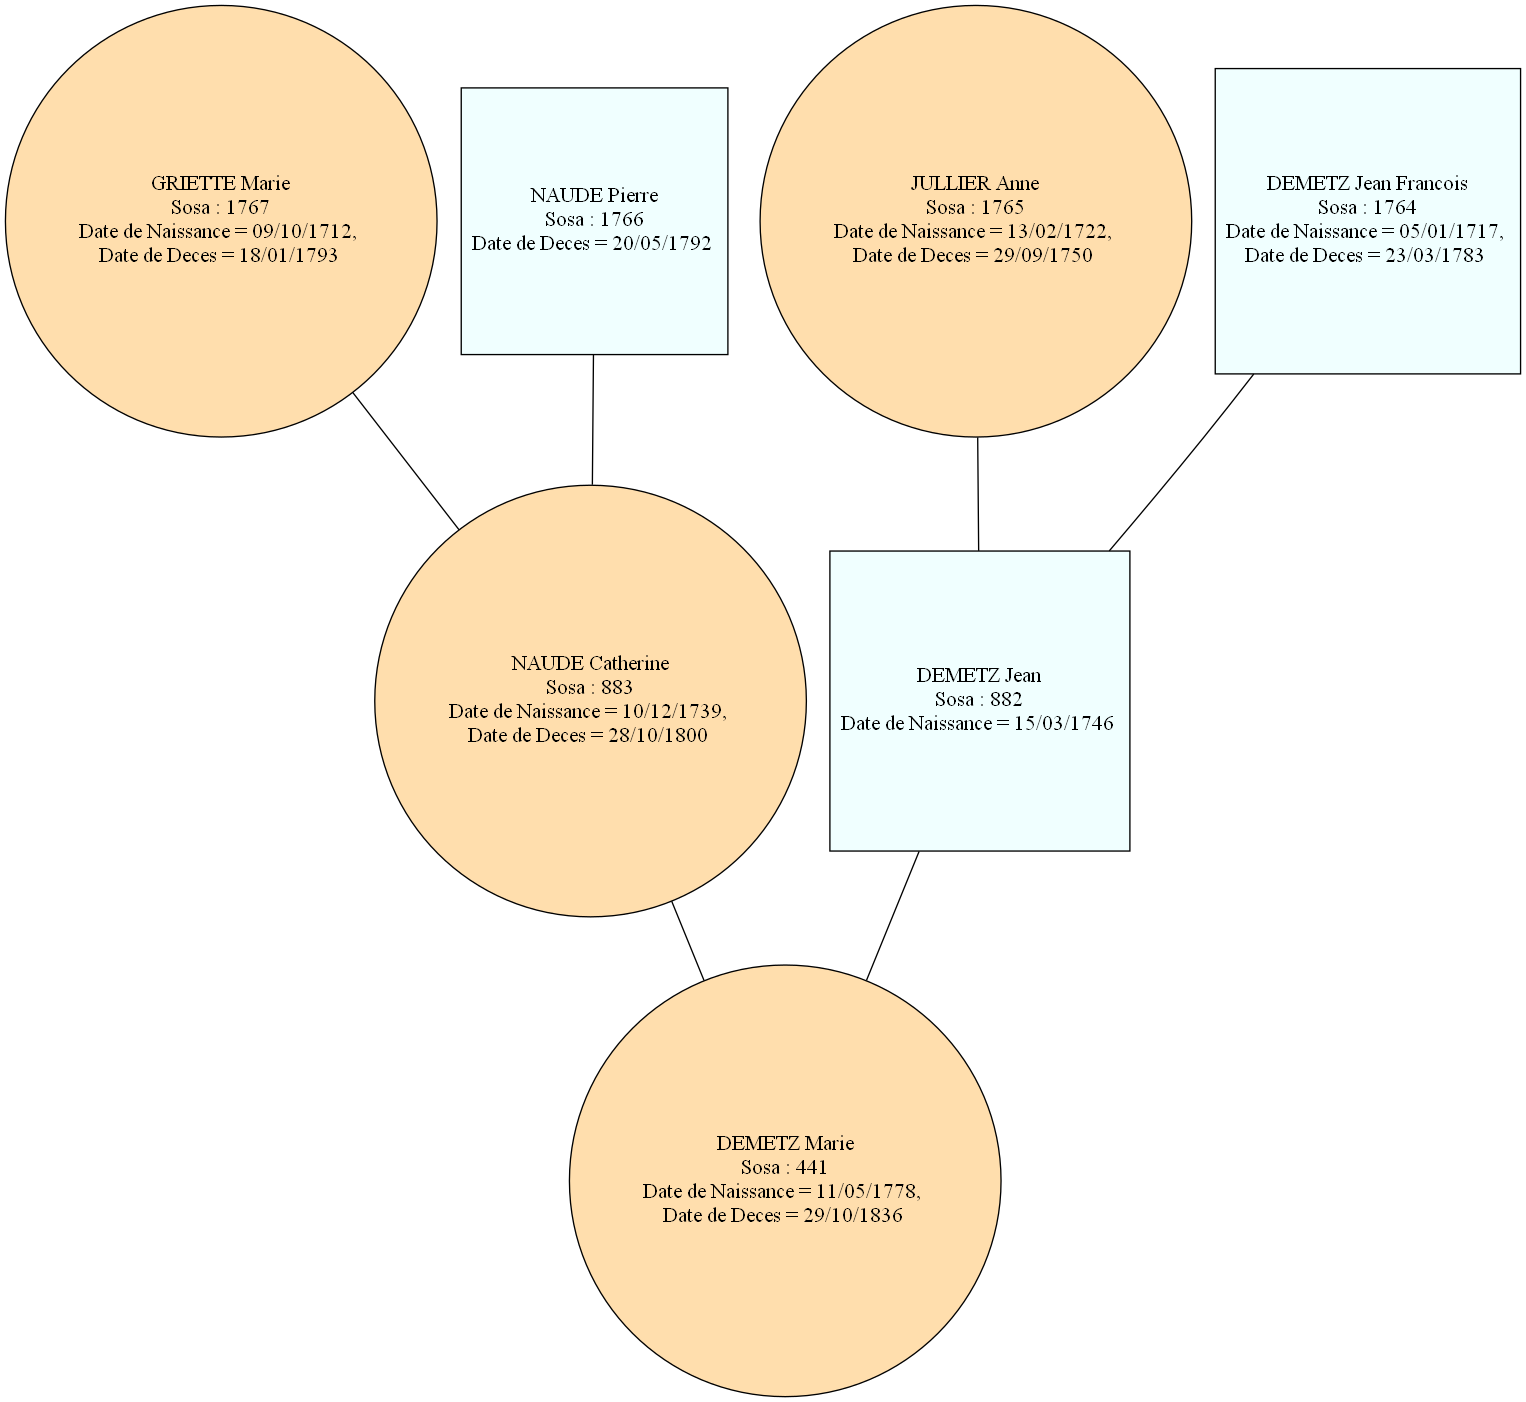 GRIETTE Marie
Sosa : 1767
Date de Naissance = 09/10/1712,
Date de Deces = 18/01/1793
NAUDE Pierre
Sosa : 1766
Date de Deces = 20/05/1792
JULLIER Anne
Sosa : 1765
Date de Naissance = 13/02/1722,
Date de Deces = 29/09/1750
DEMETZ Jean Francois
Sosa : 1764
Date de Naissance = 05/01/1717,
Date de Deces = 23/03/1783
NAUDE Catherine
Sosa : 883
Date de Naissance = 10/12/1739,
Date de Deces = 28/10/1800
DEMETZ Jean
Sosa : 882
Date de Naissance = 15/03/1746
DEMETZ Marie
Sosa : 441
Date de Naissance = 11/05/1778,
Date de Deces = 29/10/1836